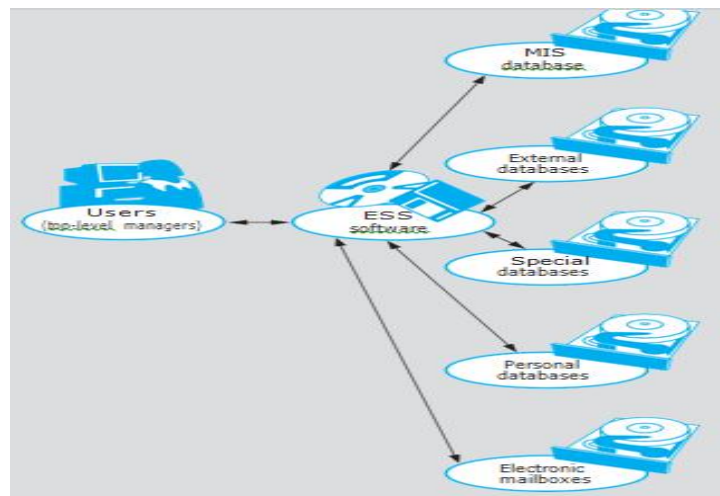 MIS
database
External
databases
Users
(top-level managers)
ESS
software
Special
databases
Personal
databases
Electronic
mailboxes